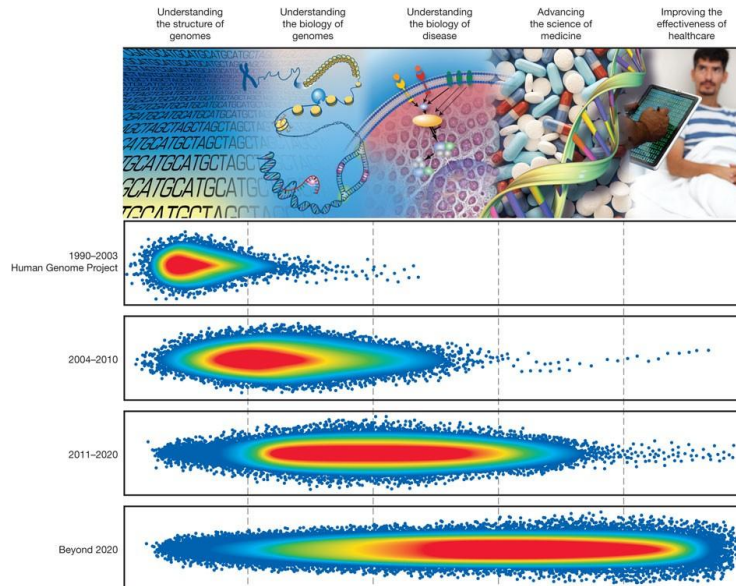 Understanding
the structure of
genomes
Understanding
the biology of
genomes
Understanding
the biology of
disease
Advancing
the science of
medicine
Improving the
effectiveness of
healthcare
GCATGCATGCTAGCT
1990–2003
Human Genome Project
2004–2010
2011–2020
Beyond 2020